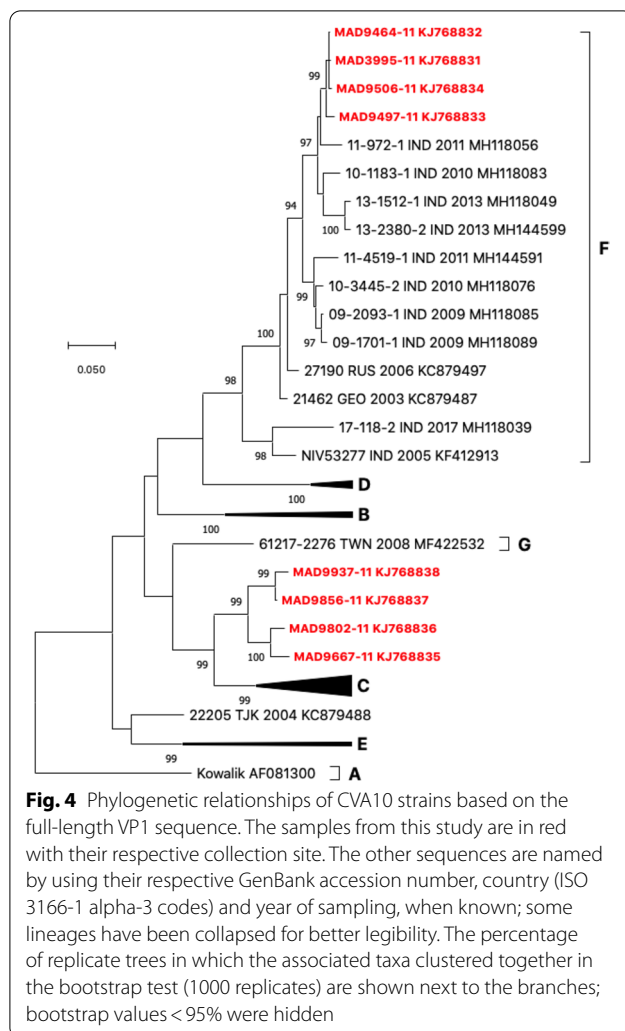 MAD9464-11 KJ768832
MAD3995-11 KJ768831
99
MAD9506-11 KJ768834
MAD9497-11 KJ768833
97
11-972-1 IND 2011 MH118056
10-1183-1 IND 2010 MH118083
94
13-1512-1 IND 2013 MH118049
100
13-2380-2 IND 2013 MH144599
F
11-4519-1 IND 2011 MH144591
10-3445-2 IND 2010 MH118076
99
09-2093-1 IND 2009 MH118085
100
97
09-1701-1 IND 2009 MH118089
0.050
27190 RUS 2006 KC879497
98
21462 GEO 2003 KC879487
17-118-2 IND 2017 MH118039
98
NIV53277 IND 2005 KF412913
D
100
B
100
61217-2276 TWN 2008 MF422532
G
99
MAD9937-11 KJ768838
99
MAD9856-11 KJ768837
MAD9802-11 KJ768836
99
100
MAD9667-11 KJ768835
C
99
22205 TJK 2004 KC879488
E
99
Kowalik AF081300
A
Fig. 4 Phylogenetic relationships of CVA10 strains based on the
full-length VP1 sequence. The samples from this study are in red
with their respective collection site. The other sequences are named
by using their respective GenBank accession number, country (ISO
3166-1 alpha-3 codes) and year of sampling, when known; some
lineages have been collapsed for better legibility. The percentage
of replicate trees in which the associated taxa clustered together in
the bootstrap test (1000 replicates) are shown next to the branches;
bootstrap values < 95% were hidden